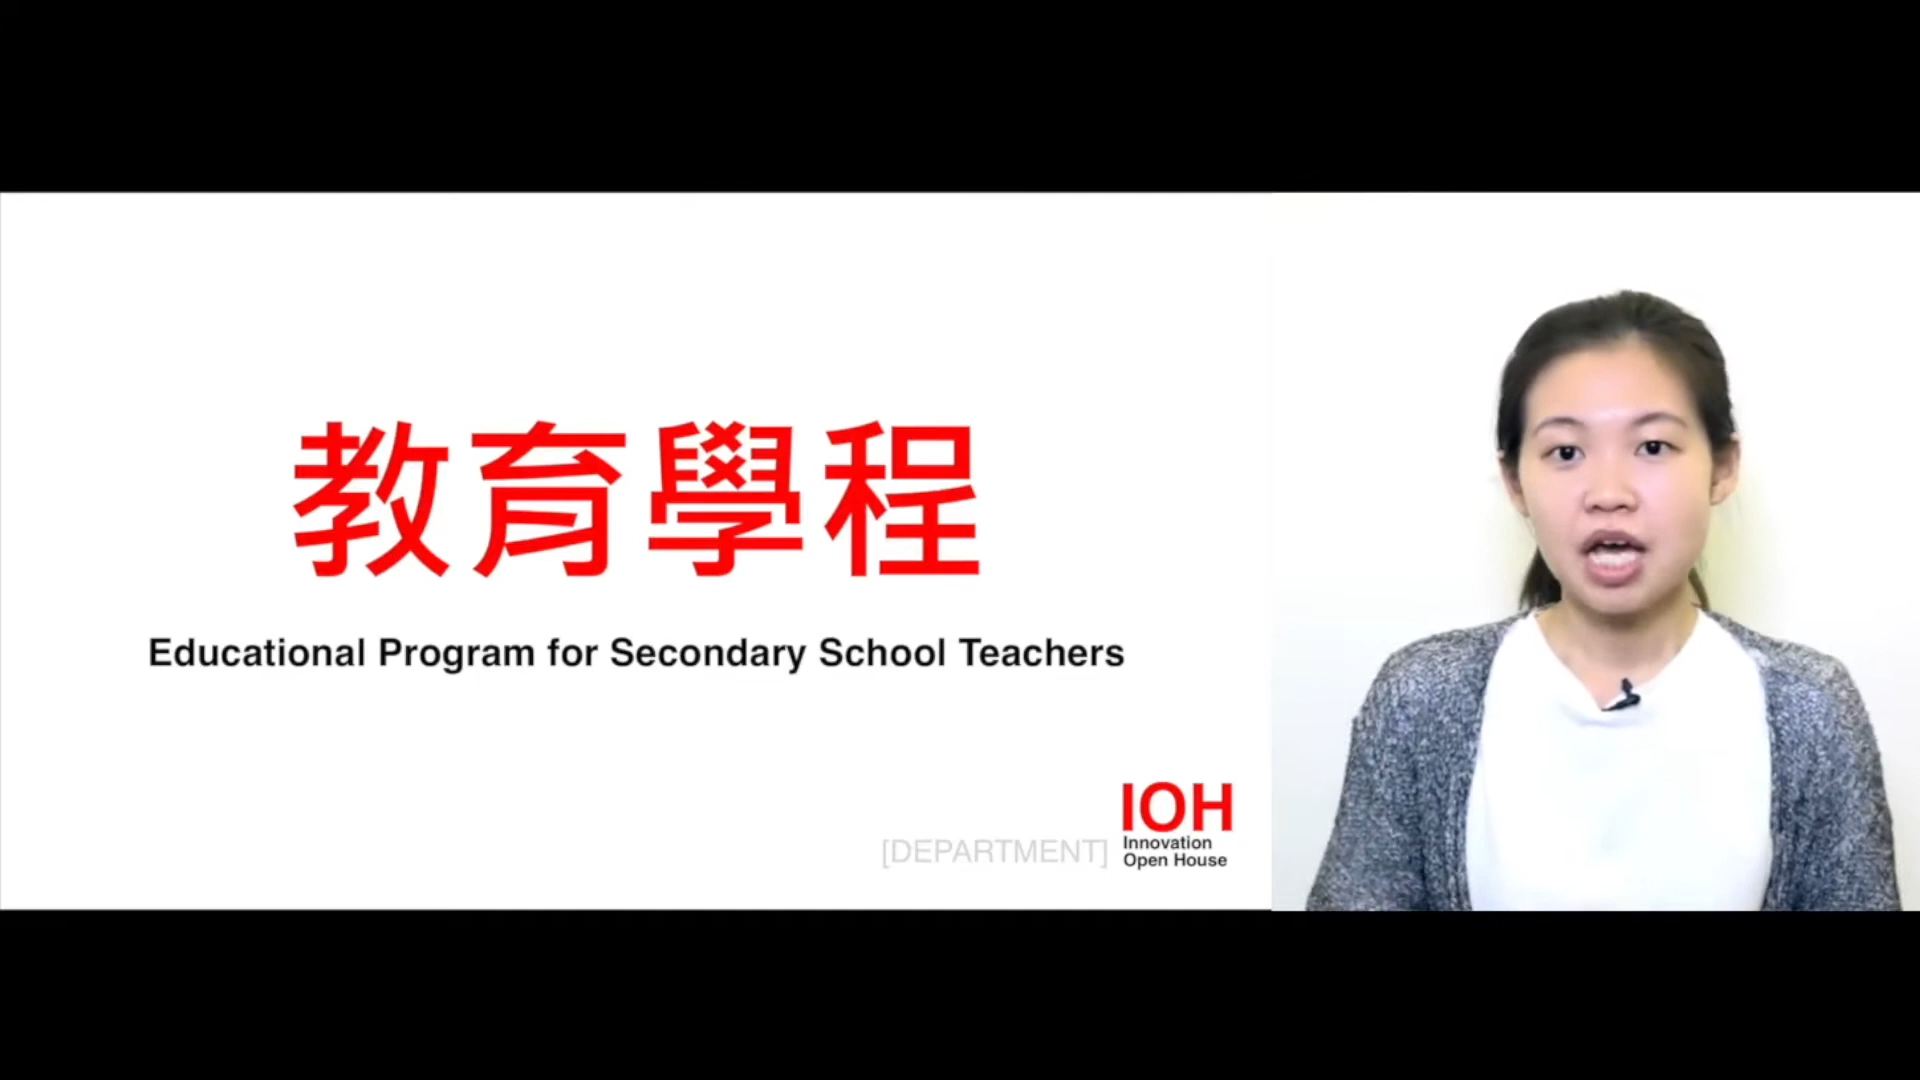 教育學程
Educational Program for Secondary School Teachers
[DEPARTMENT]
IOH
Innovation
Open House